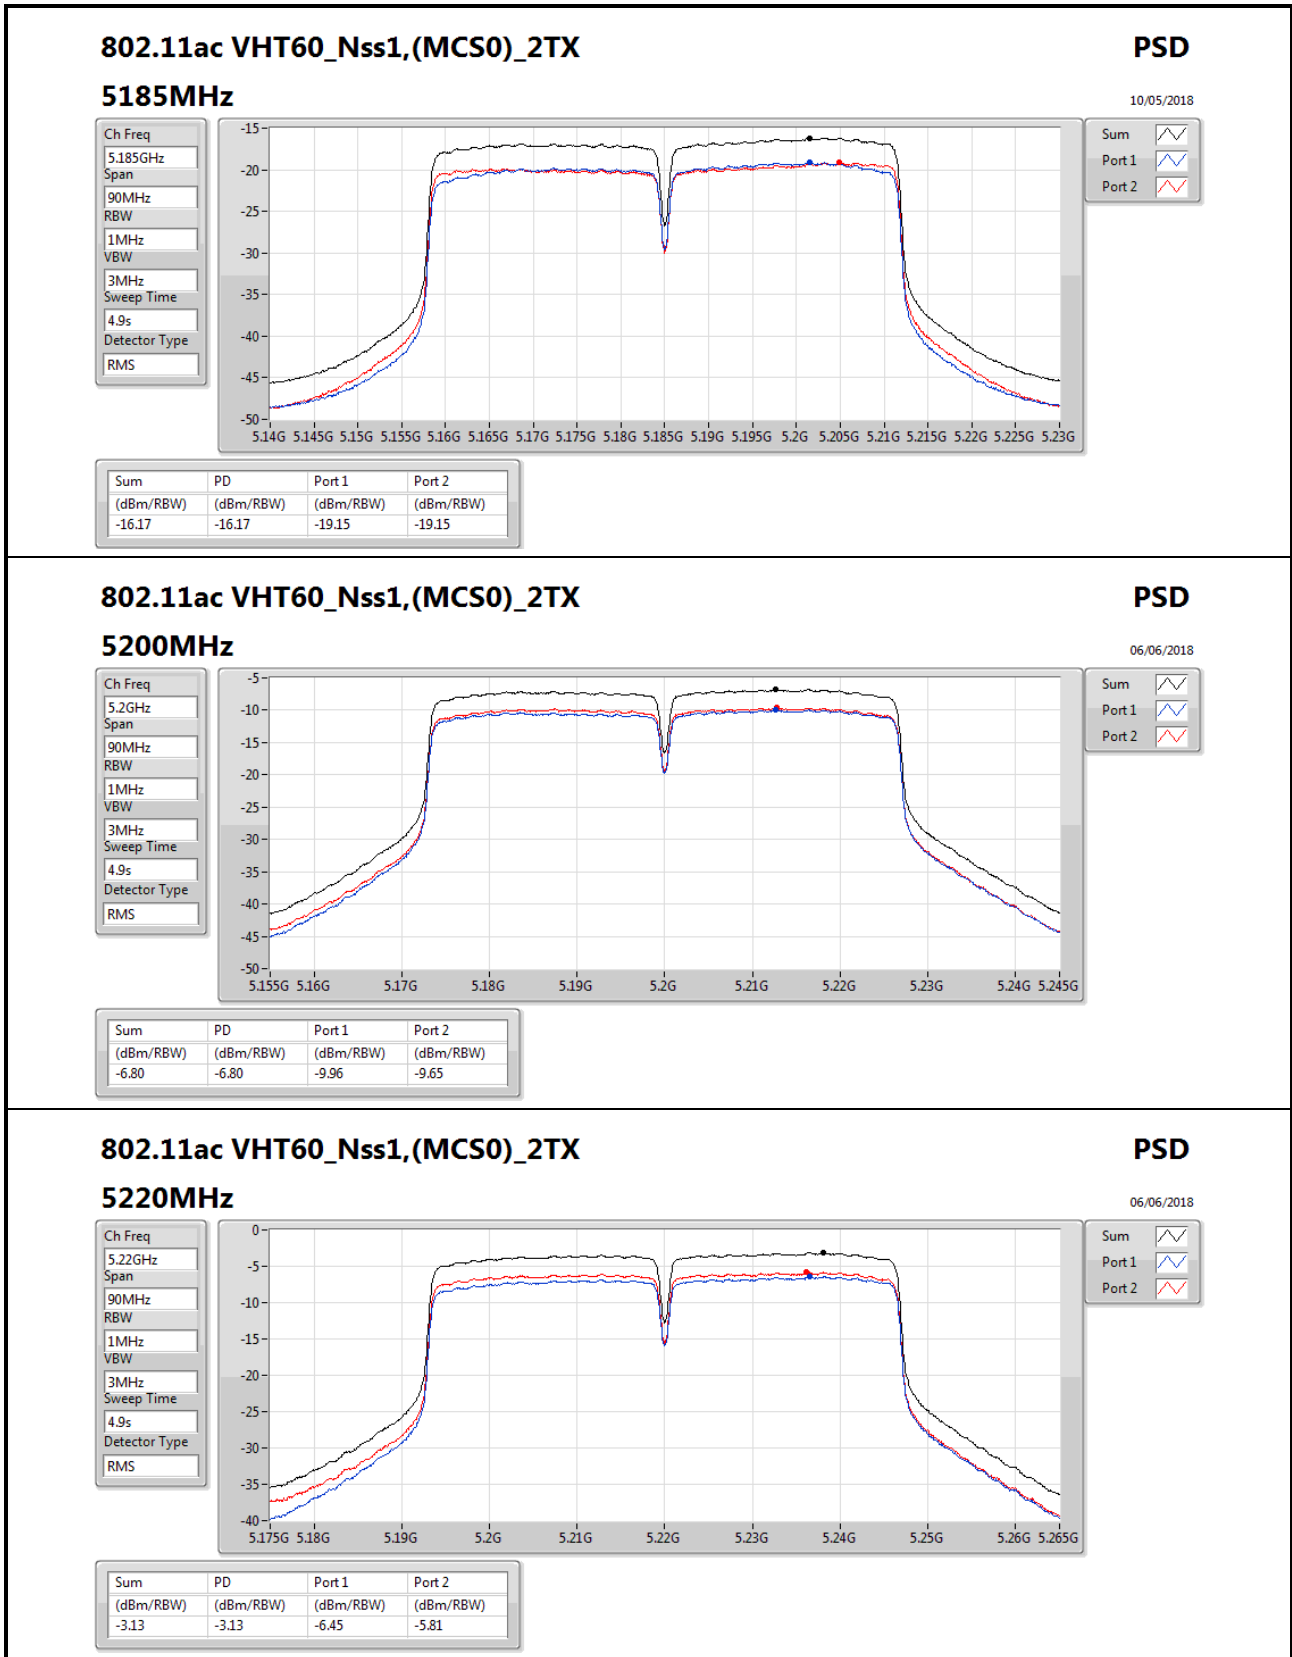 802.11ac VHT60_Nss1,(MCS0)_2TX PSD
5185MHz 10/05/2018
Ch Freq
5.185GHz
Span
90MHz
RBW
1MHz
VBW
3MHz
Sweep Time
4.9s
Detector Type
RMS
-15
-20
-25
-30
-35
-40
-45
-50
5.14G 5.145G 5.15G 5.155G 5.16G 5.165G 5.17G 5.175G 5.18G 5.185G 5.19G 5.195G 5.2G 5.205G 5.21G 5.215G 5.22G 5.225G 5.23G
Sum
Port 1
Port 2
Sum PD Port 1 Port 2
(dBm/RBW) (dBm/RBW) (dBm/RBW) (dBm/RBW)
-16.17 -16.17 -19.15 -19.15
802.11ac VHT60_Nss1,(MCS0)_2TX PSD
5200MHz 06/06/2018
Ch Freq
5.2GHz
Span
90MHz
RBW
1MHz
VBW
3MHz
Sweep Time
4.9s
Detector Type
RMS
-5
-10
-15
-20
-25
-30
-35
-40
-45
-50
5.155G 5.16G 5.17G 5.18G 5.19G 5.2G 5.21G 5.22G 5.23G 5.24G 5.245G
Sum
Port 1
Port 2
Sum PD Port 1 Port 2
(dBm/RBW) (dBm/RBW) (dBm/RBW) (dBm/RBW)
-6.80 -6.80 -9.96 -9.65
802.11ac VHT60_Nss1,(MCS0)_2TX PSD
5220MHz 06/06/2018
Ch Freq
5.22GHz
Span
90MHz
RBW
1MHz
VBW
3MHz
Sweep Time
4.9s
Detector Type
RMS
0
-5
-10
-15
-20
-25
-30
-35
-40
5.175G 5.18G 5.19G 5.2G 5.21G 5.22G 5.23G 5.24G 5.25G 5.26G 5.265G
Sum
Port 1
Port 2
Sum PD Port 1 Port 2
(dBm/RBW) (dBm/RBW) (dBm/RBW) (dBm/RBW)
-3.13 -3.13 -6.45 -5.81